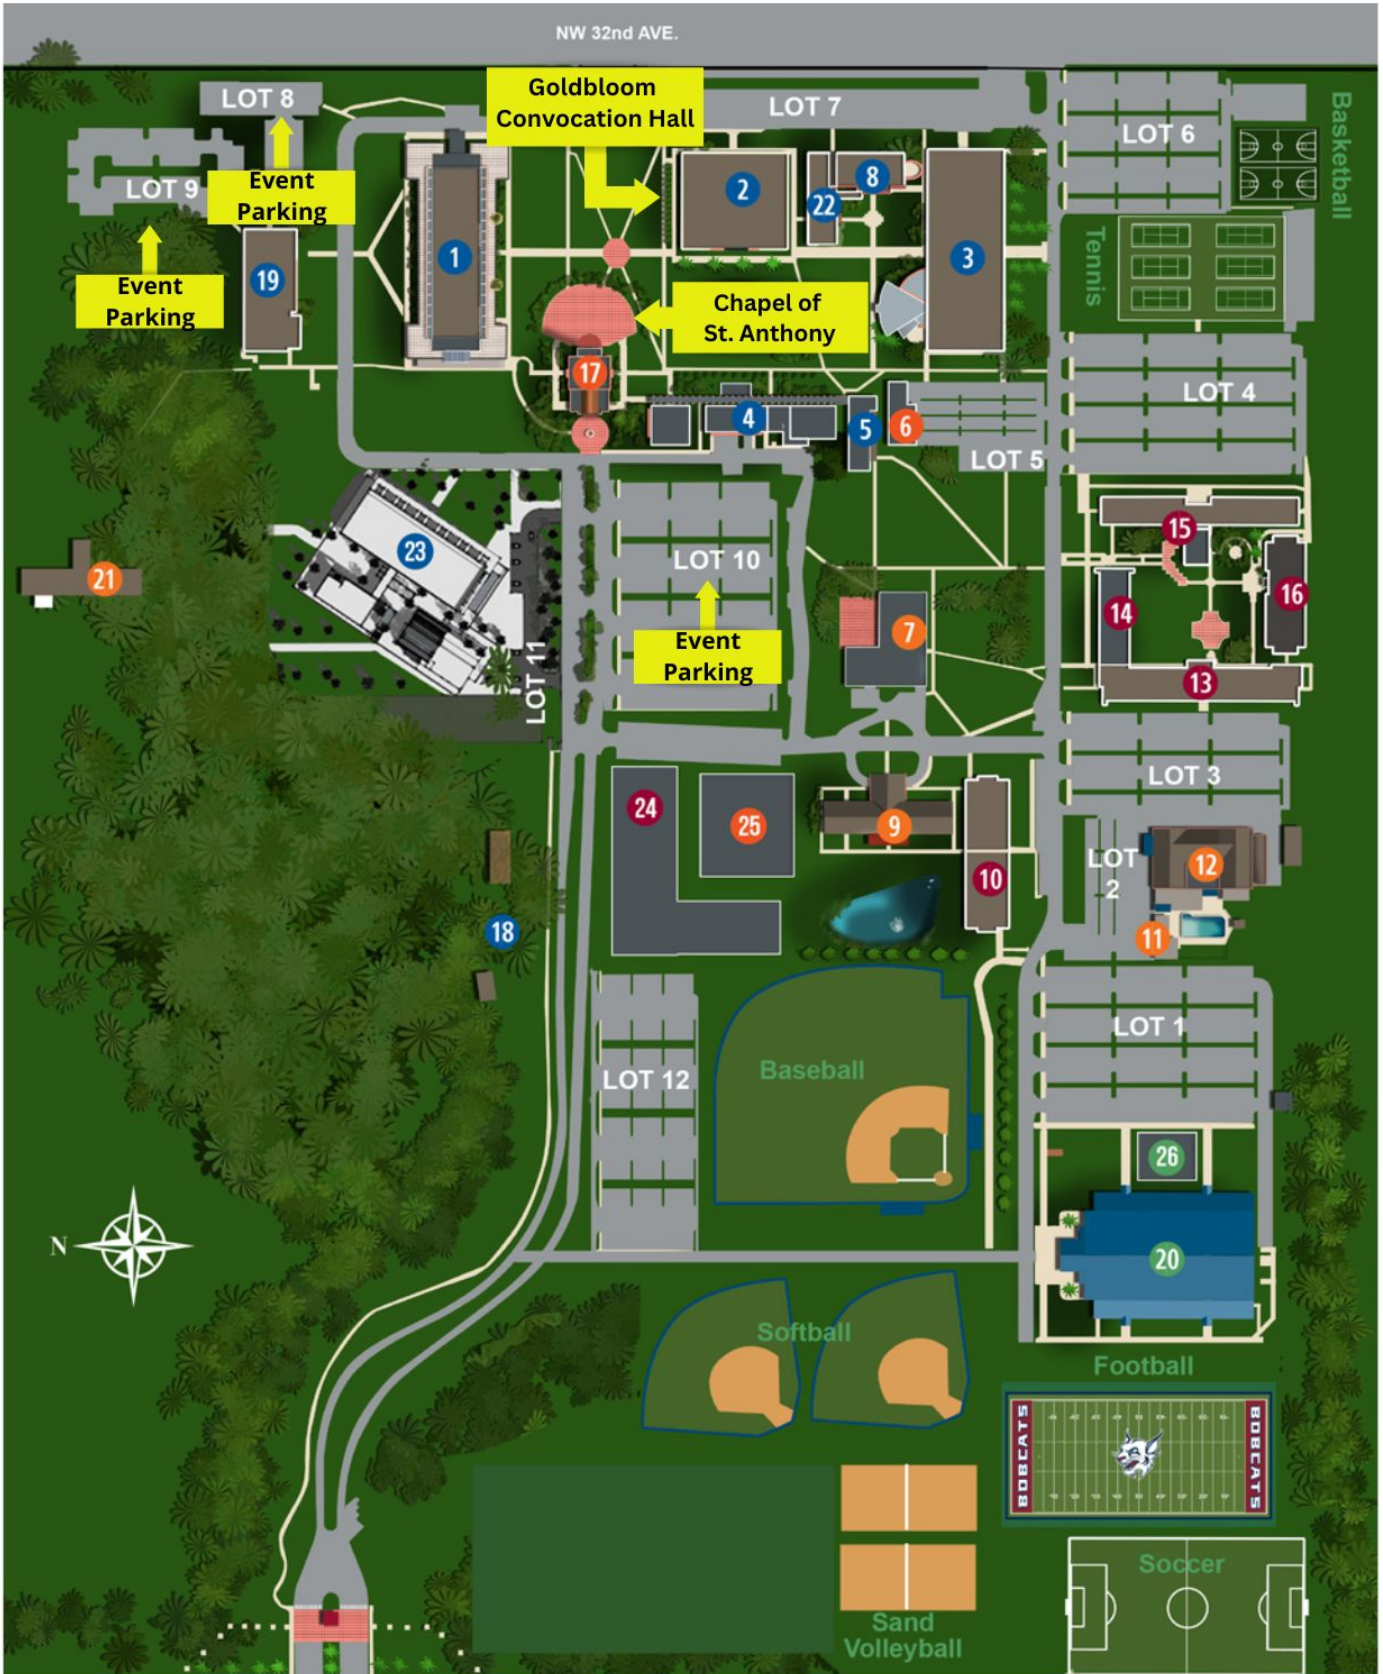 NW 32nd AVE.
LOT 8
Goldbloom
Convocation Hall
LOT 7
LOT 6
Basketball
LOT 9
Event
Parking
Event
Parking
19
1
2
22
8
3
Tennis
Chapel of
St. Anthony
17
4
5
6
LOT 5
LOT 4
23
21
LOT 10
Event
Parking
LOT 11
7
15
14
16
13
LOT 3
24
25
9
10
LOT
2
12
11
18
LOT 1
LOT 12
Baseball
26
20
N
Softball
Football
BOBCATS
BOBCATS
Soccer
Sand
Volleyball